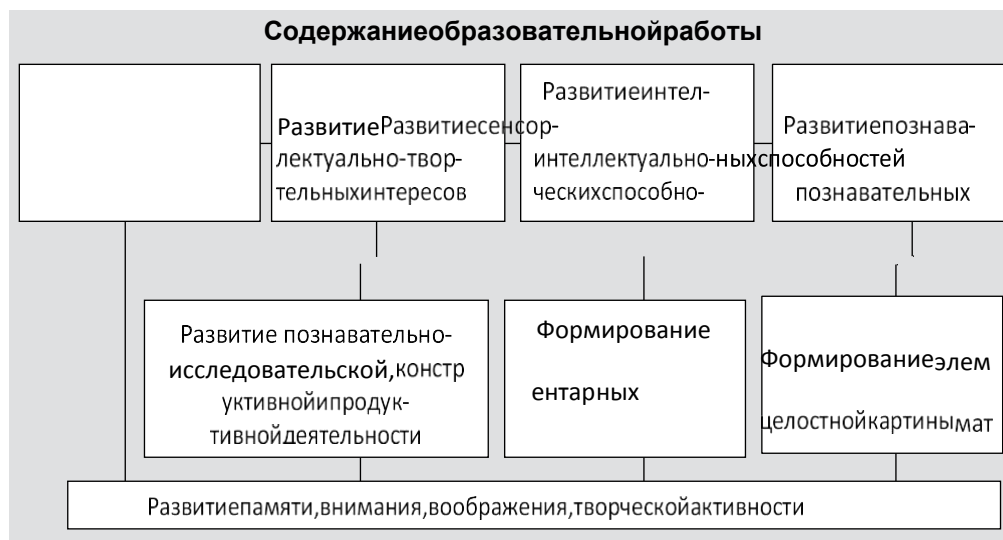 Содержаниеобразовательнойработы
Развитиеинтел-
РазвитиеРазвитиесенсор-
Развитиепознава-
лектуально-твор-
интеллектуально-ныхспособностей
тельныхинтересов
ческихспособно-
познавательных
Развитие познавательно-
исследовательской,констр
уктивнойипродук-
тивнойдеятельности
Формирование
ентарных
Формированиеэлем
целостнойкартинымат
Развитиепамяти,внимания,воображения,творческойактивности